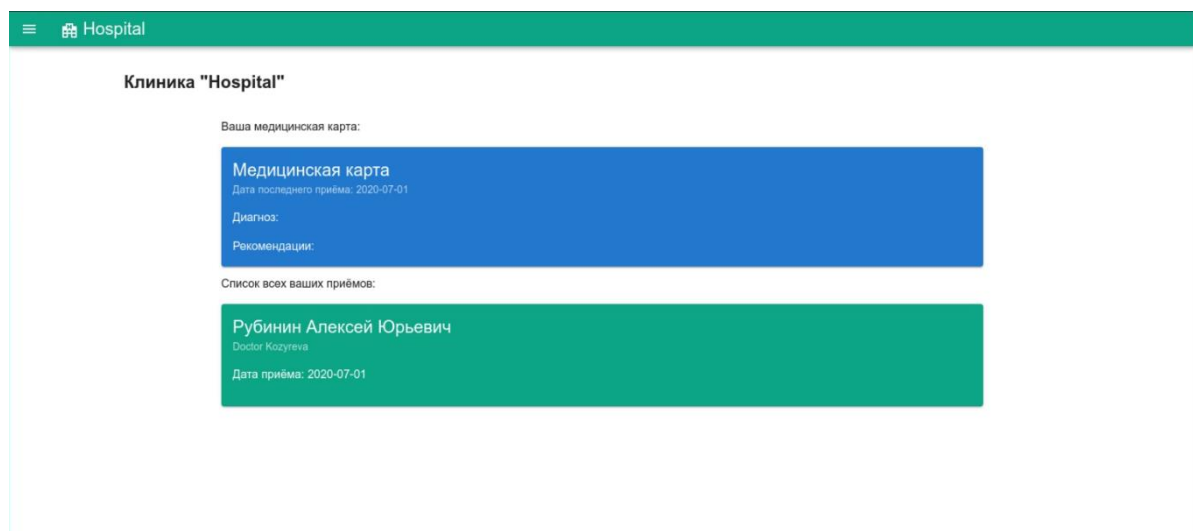 Hospital
Клиника "Hospital"
Ваша медицинская карта:
Медицинская карта
Дата последнего приёма: 2020-07-01
Диагноз:
Рекомендации:
Список всех ваших приёмов:
Рубинин Алексей Юрьевич
Doctor Kozyreva
Дата приёма: 2020-07-01